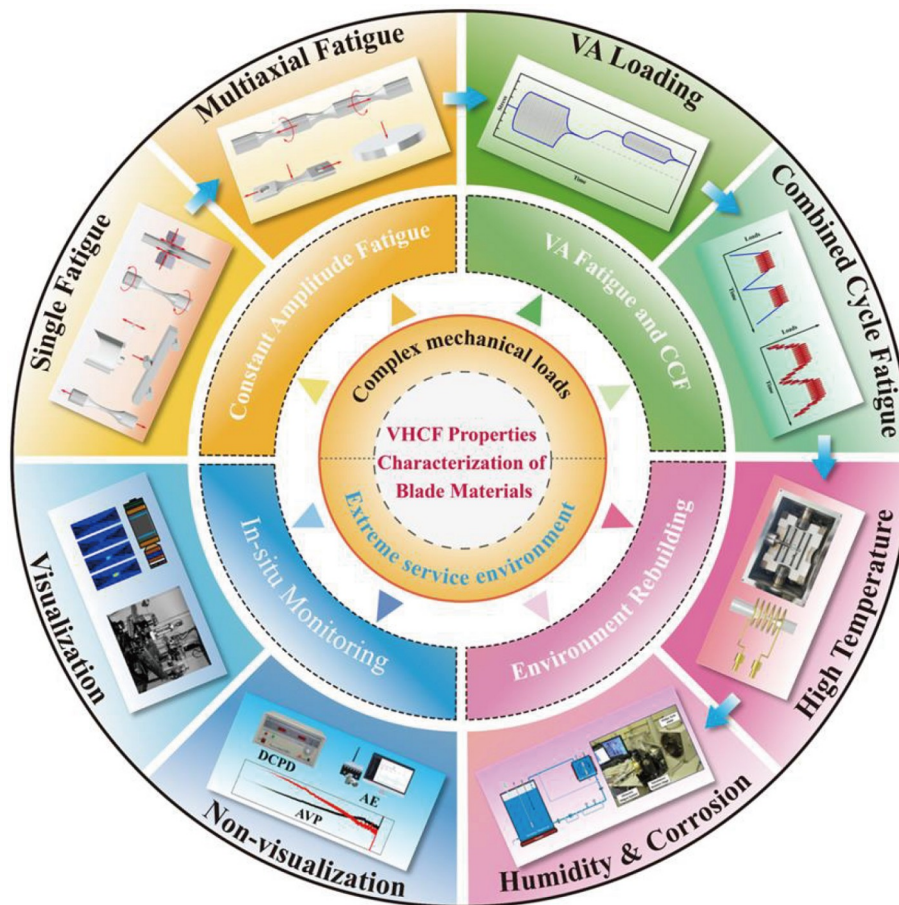 Multiaxial Fatigue
VA Loading
Stress
Time
Single Fatigue
Combined Cycle Fatigue
Loads
Time
Loads
Time
Constant Amplitude Fatigue
VA Fatigue and CCF
Complex mechanical loads
VHCF Properties
Characterization of
Blade Materials
Extreme service environment
In-situ Monitoring
Environment Rebuilding
Visualization
High Temperature
DCPD
AE
AVP
Non-visualization
Humidity & Corrosion